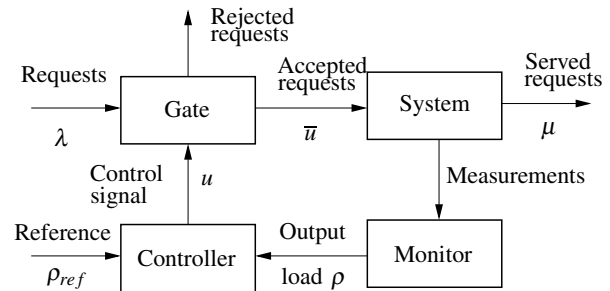 Rejected
requests
Requests
λ
Gate
Accepted
requests
u̅
System
Served
requests
μ
Control
signal
u
Measurements
Reference
ρ_ref
Controller
Output
load ρ
Monitor